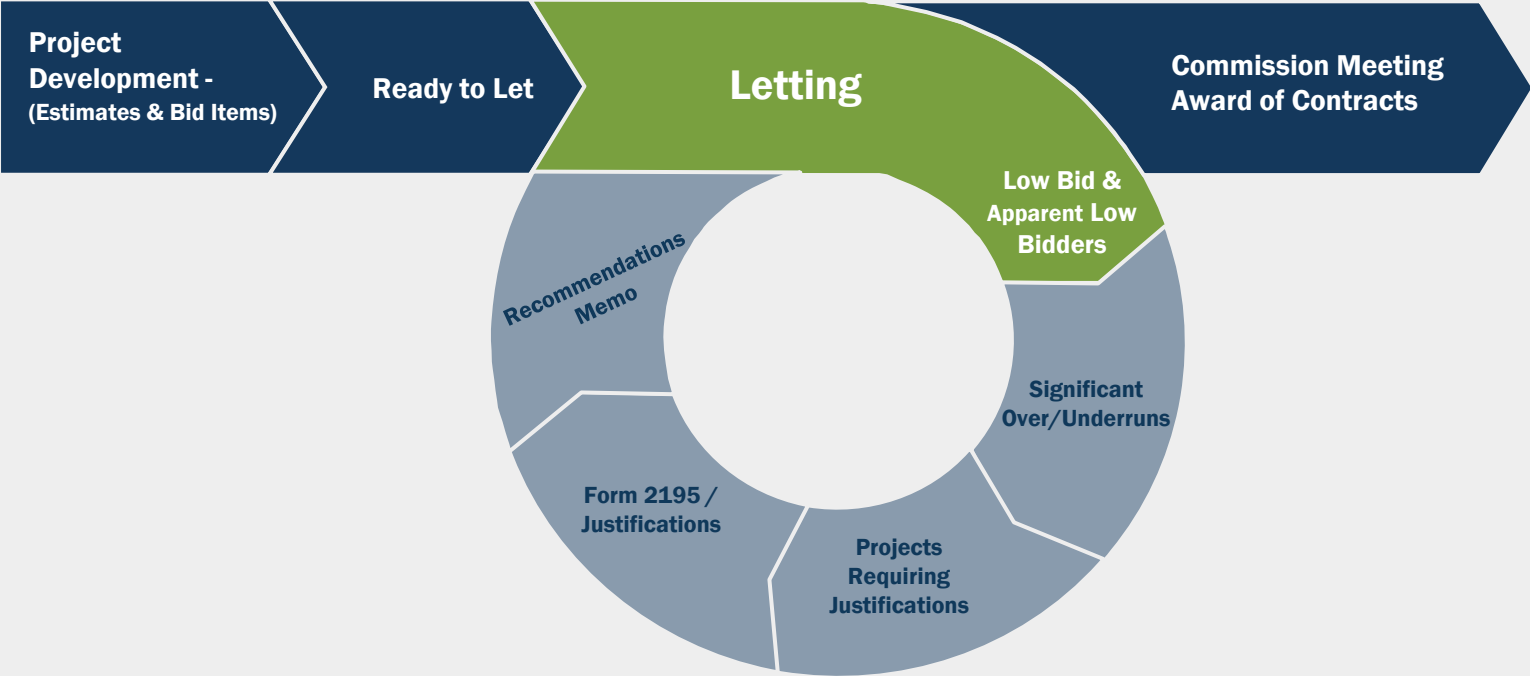 Project
Development -
(Estimates & Bid Items)
Ready to Let
Letting
Commission Meeting
Award of Contracts
Low Bid &
Apparent Low
Bidders
Significant
Over/Underruns
Projects
Requiring
Justifications
Form 2195 /
Justifications
Recommendations
Memo